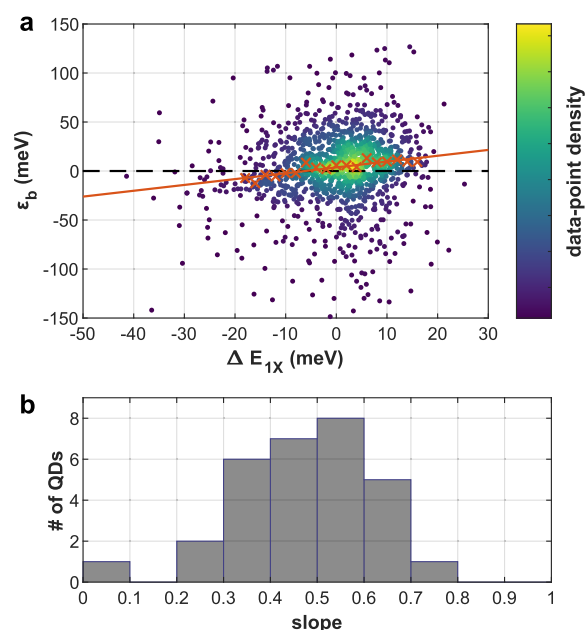 a
150
100
50
0
-50
-100
-150
ε_b (meV)
-50 -40 -30 -20 -10 0 10 20 30
Δ E_1X (meV)
data-point density
b
8
6
4
2
0
# of QDs
0 0.1 0.2 0.3 0.4 0.5 0.6 0.7 0.8 0.9 1
slope